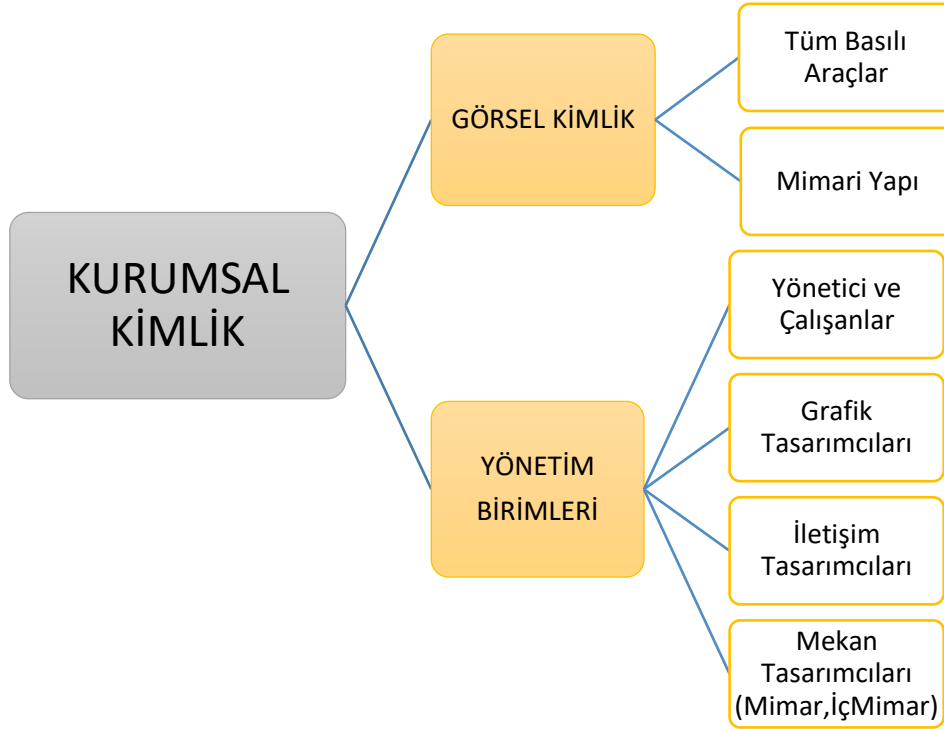 KURUMSAL
KİMLİK
GÖRSEL KİMLİK
Tüm Basılı
Araçlar
Mimari Yapı
YÖNETİM
BİRİMLERİ
Yönetici ve
Çalışanlar
Grafik
Tasarımcıları
İletişim
Tasarımcıları
Mekan
Tasarımcıları
(Mimar,İçMimar)